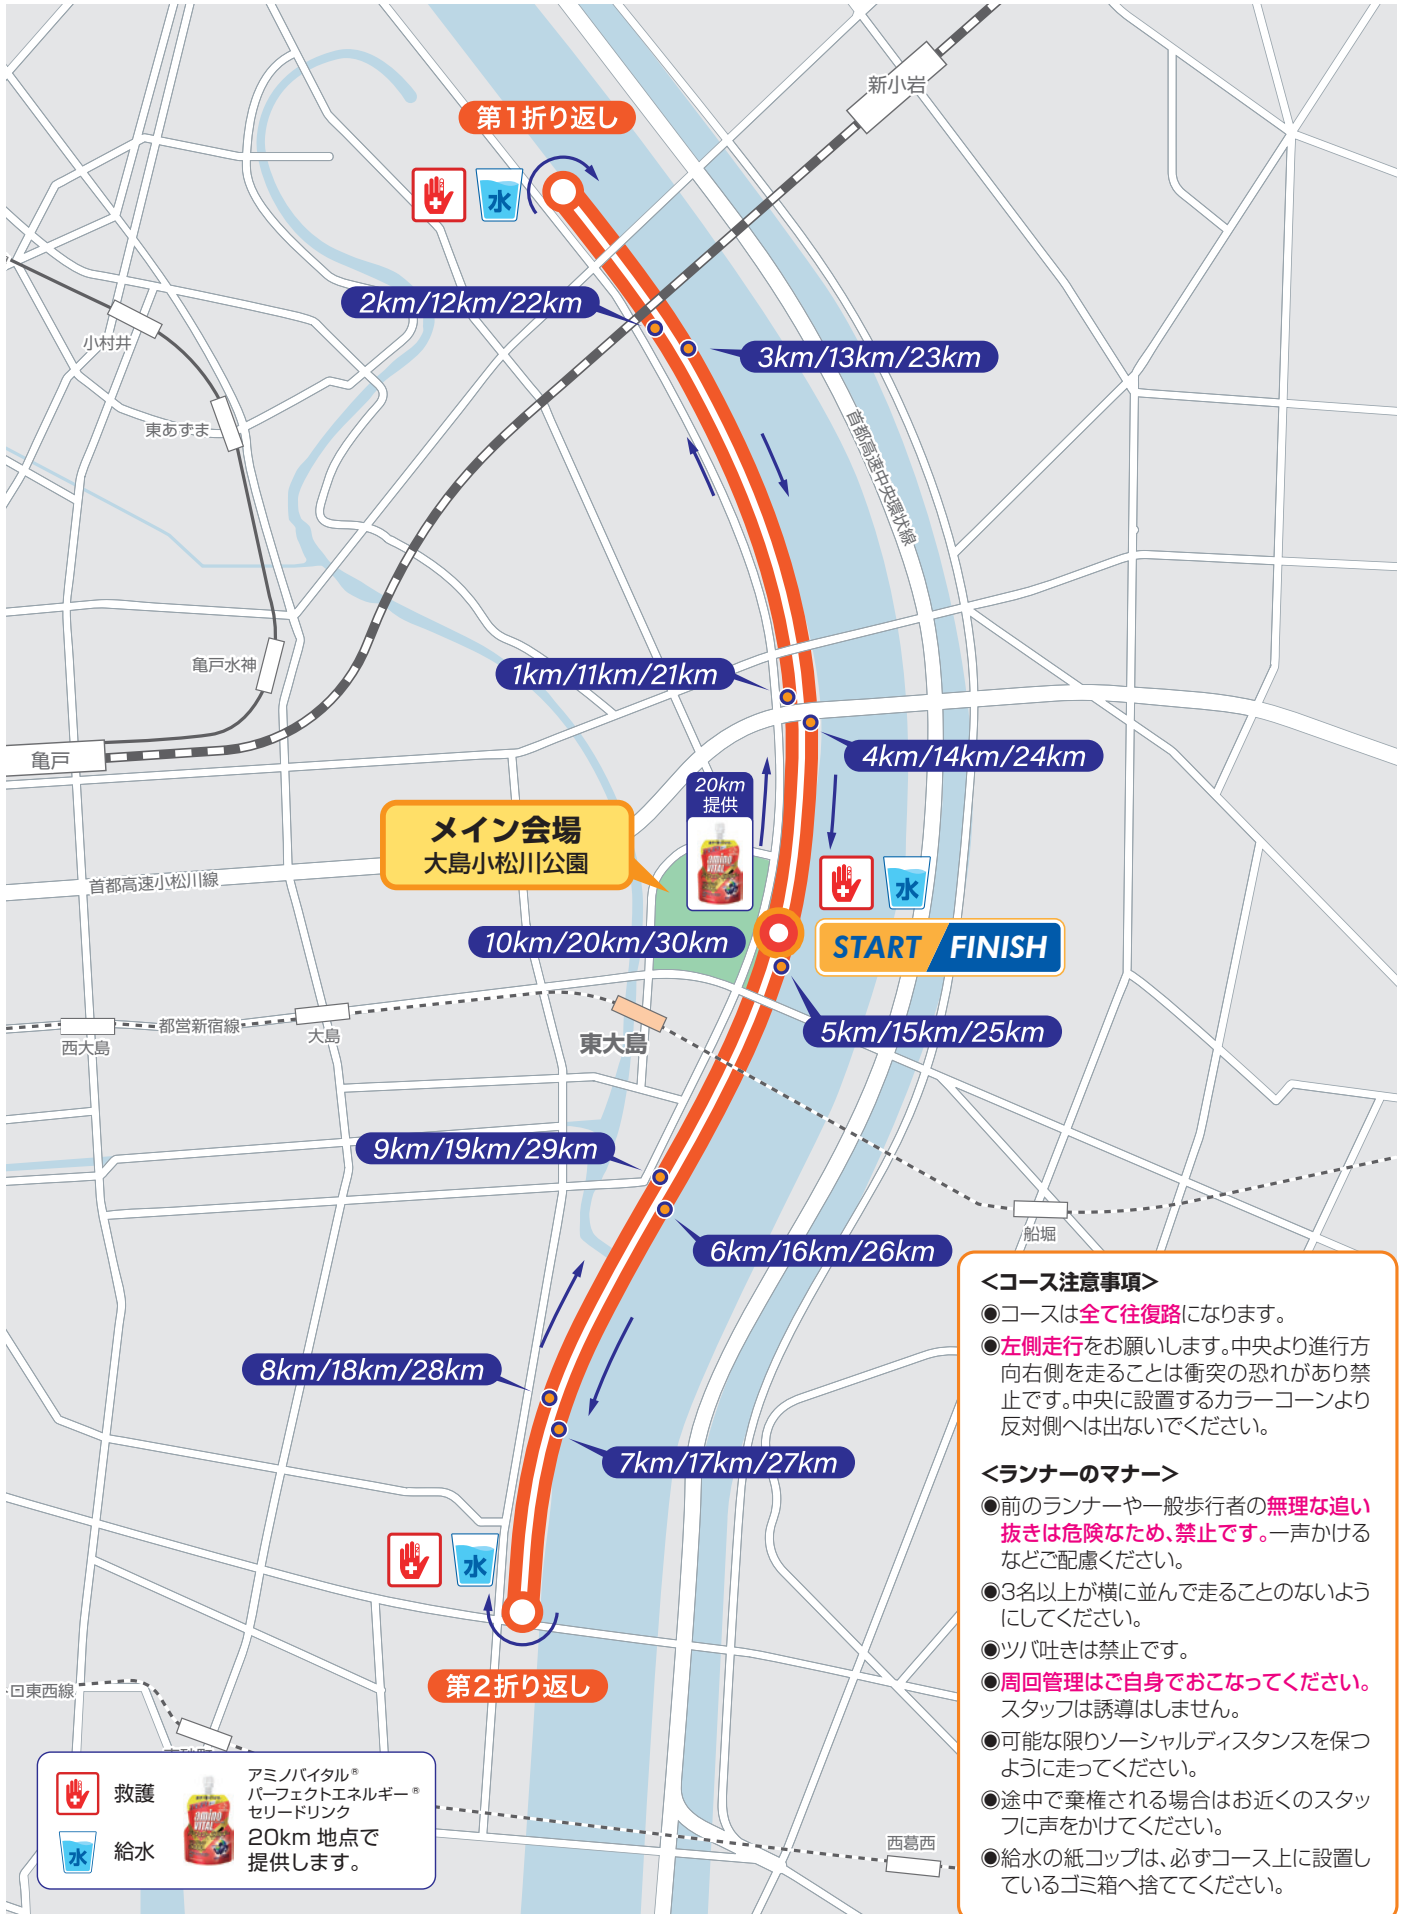 新小岩
第1折り返し
水
2km/12km/22km
小村井
3km/13km/23km
東あずま
首都高速中央環状線
亀戸水神
1km/11km/21km
亀戸
4km/14km/24km
20km
提供
amino
VITAL
メイン会場
大島小松川公園
首都高速小松川線
水
10km/20km/30km
START / FINISH
都営新宿線
大島
西大島
東大島
5km/15km/25km
9km/19km/29km
船堀
6km/16km/26km
8km/18km/28km
7km/17km/27km
水
第2折り返し
東西線
西葛西
救護
水
給水
amino
VITAL
アミノバイタル®
パーフェクトエネルギー®
ゼリードリンク
20km 地点で
提供します。
<コース注意事項>
◉コースは全て往復路になります。
◉左側走行をお願いします。中央より進行方
向右側を走ることは衝突の恐れがあり禁
止です。中央に設置するカラーコーンより
反対側へは出ないでください。
<ランナーのマナー>
◉前のランナーや一般歩行者の無理な追い
抜きは危険なため、禁止です。一声かける
などご配慮ください。
◉3名以上が横に並んで走ることのないよう
にしてください。
◉ツバ吐きは禁止です。
◉周回管理はご自身でおこなってください。
スタッフは誘導はしません。
◉可能な限りソーシャルディスタンスを保つ
ように走ってください。
◉途中で棄権される場合はお近くのスタッ
フに声をかけてください。
◉給水の紙コップは、必ずコース上に設置し
ているゴミ箱へ捨ててください。